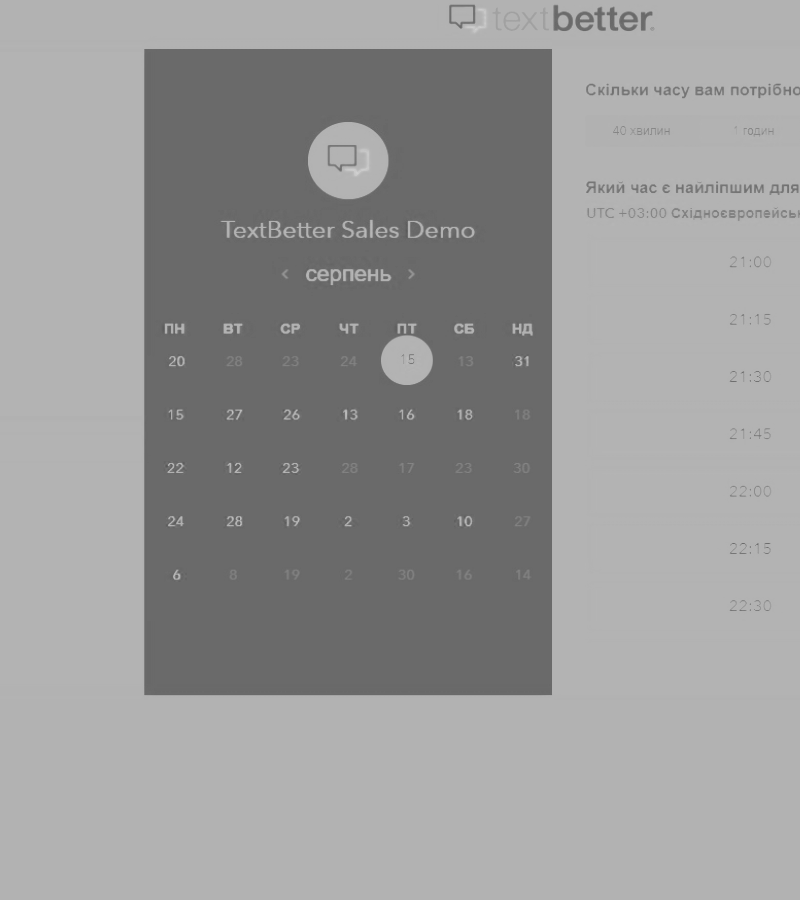 textbetter.
Скільки часу вам потрібно
40 хвилин 1 годин
TextBetter Sales Demo
< серпень >
ПН ВТ СР ЧТ ПТ СБ НД
20 28 23 24 15 13 31
15 27 26 13 16 18 18
22 12 23 28 17 23 30
24 28 19 2 3 10 27
6 8 19 2 30 16 14
Який час є найліпшим для
UTC +03:00 Східноєвропейськ
21:00
21:15
21:30
21:45
22:00
22:15
22:30